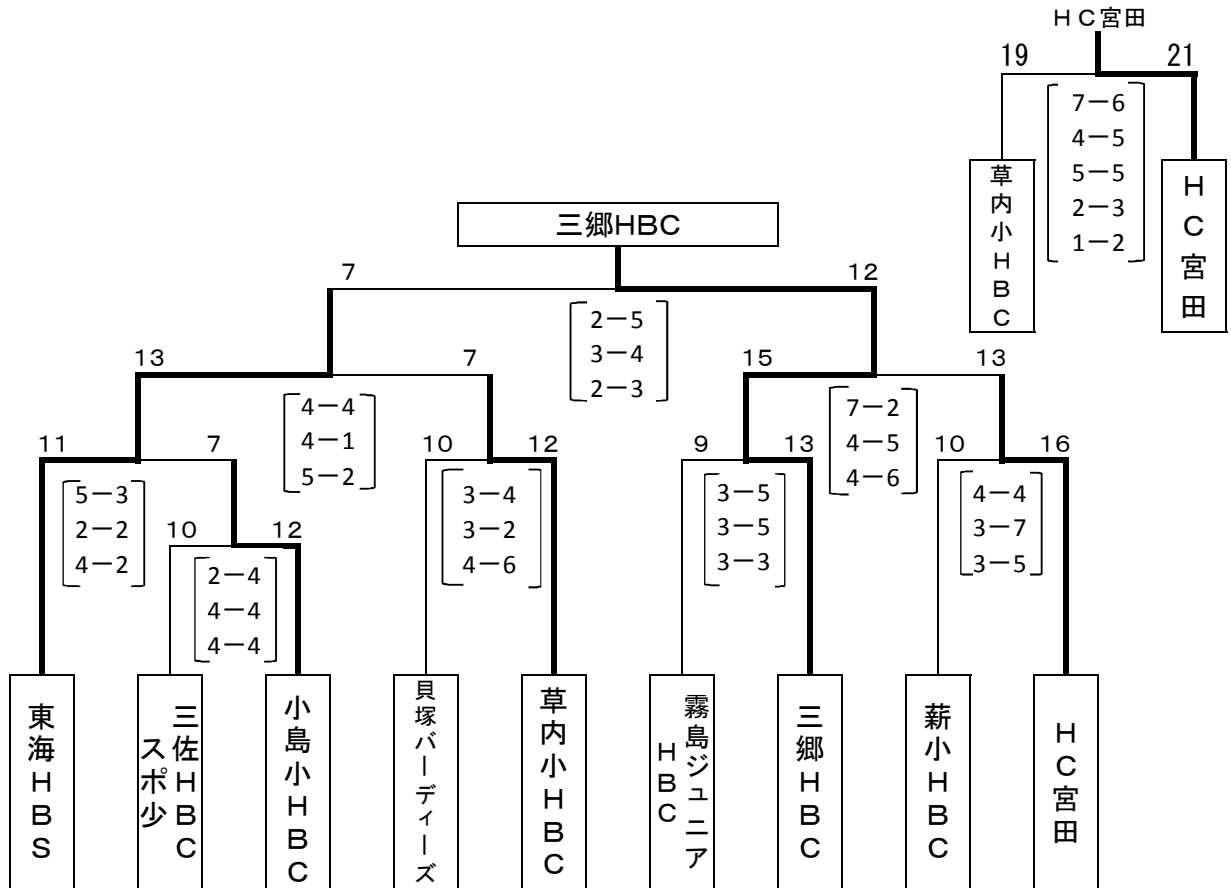 HC宮田
19 21
7－6
4－5
5－5
2－3
1－2
草内小HBC
HC宮田
三郷HBC
7 12
2－5
3－4
2－3
13 7
4－4
4－1
5－2
15 13
7－2
4－5
4－6
11 7
5－3
2－2
4－2
10 12
2－4
4－4
4－4
10 12
3－4
3－2
4－6
9 13
3－5
3－5
3－3
10 16
4－4
3－7
3－5
東海HBS
三佐HBC
スポ少
小島小HBC
貝塚バーディーズ
草内小HBC
霧島ジュニア
HBC
三郷HBC
薪小HBC
HC宮田